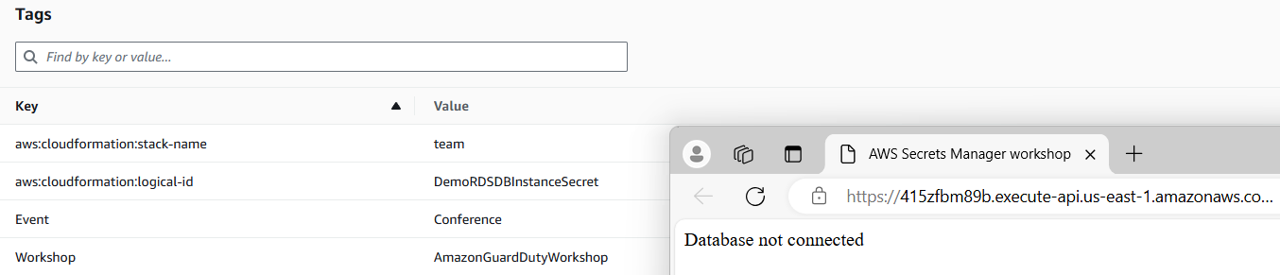 Tags
Find by key or value...
Key Value
aws:cloudformation:stack-name team
aws:cloudformation:logical-id DemoRDSDBInstanceSecret
Event Conference
Workshop AmazonGuardDutyWorkshop
AWS Secrets Manager workshop
https://415zfbm89b.execute-api.us-east-1.amazonaws.co...
Database not connected